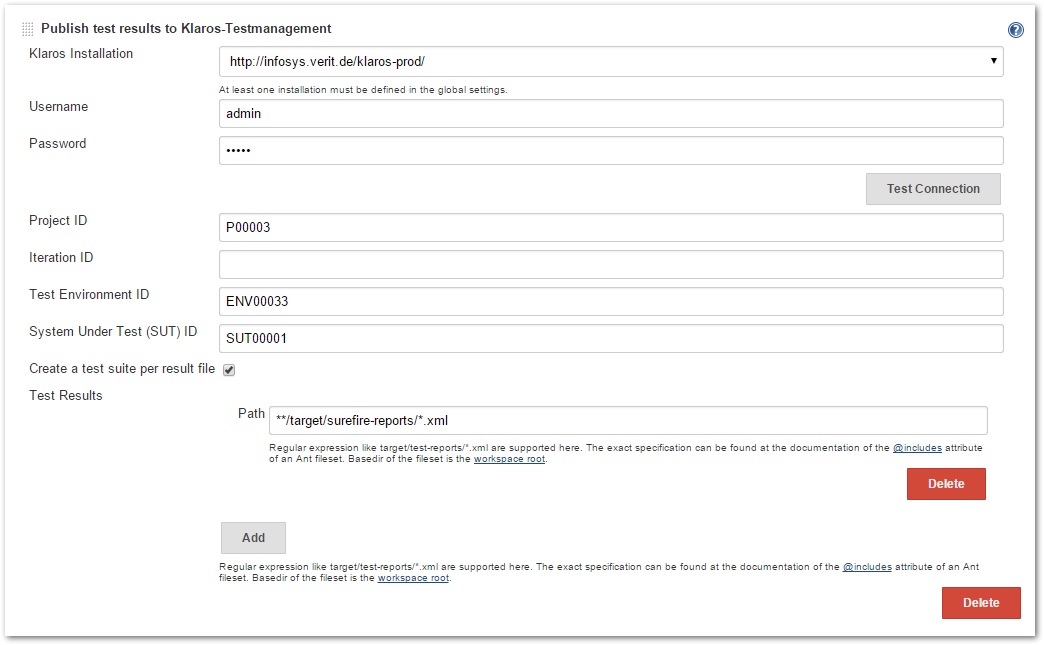 Publish test results to Klaros-Testmanagement
?
Klaros Installation
http://infosys.verit.de/klaros-prod/
At least one installation must be defined in the global settings.
Username
admin
Password
•••••
Test Connection
Project ID
P00003
Iteration ID
Test Environment ID
ENV00033
System Under Test (SUT) ID
SUT00001
Create a test suite per result file
Test Results
Path
**/target/surefire-reports/*.xml
Regular expression like target/test-reports/*.xml are supported here. The exact specification can be found at the documentation of the @includes attribute
of an Ant fileset. Basedir of the fileset is the workspace root.
Delete
Add
Regular expression like target/test-reports/*.xml are supported here. The exact specification can be found at the documentation of the @includes attribute of an Ant
fileset. Basedir of the fileset is the workspace root.
Delete